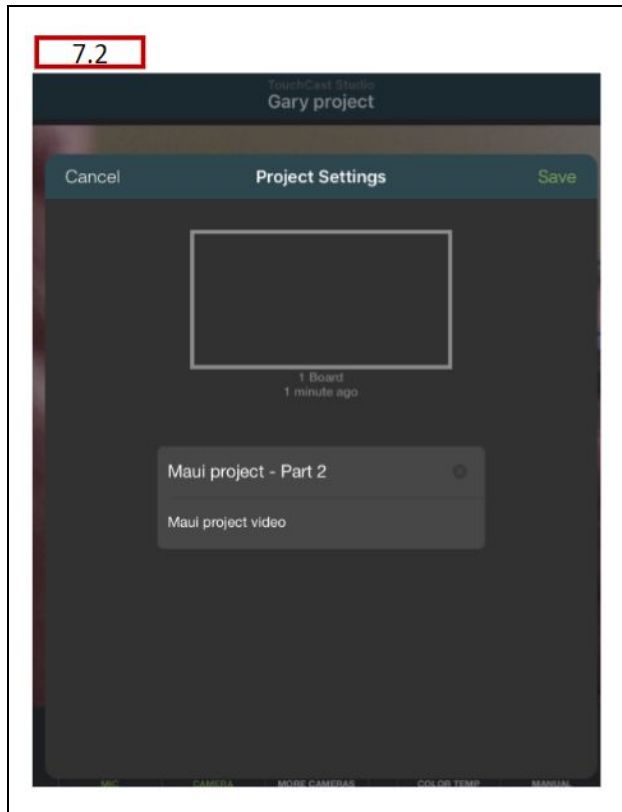 7.2
TouchCast Studio
Gary project
Cancel Project Settings Save
1 Board
1 minute ago
Maui project - Part 2
Maui project video
MIC CAMERA MORE CAMERAS COLOR TEMP MANUAL